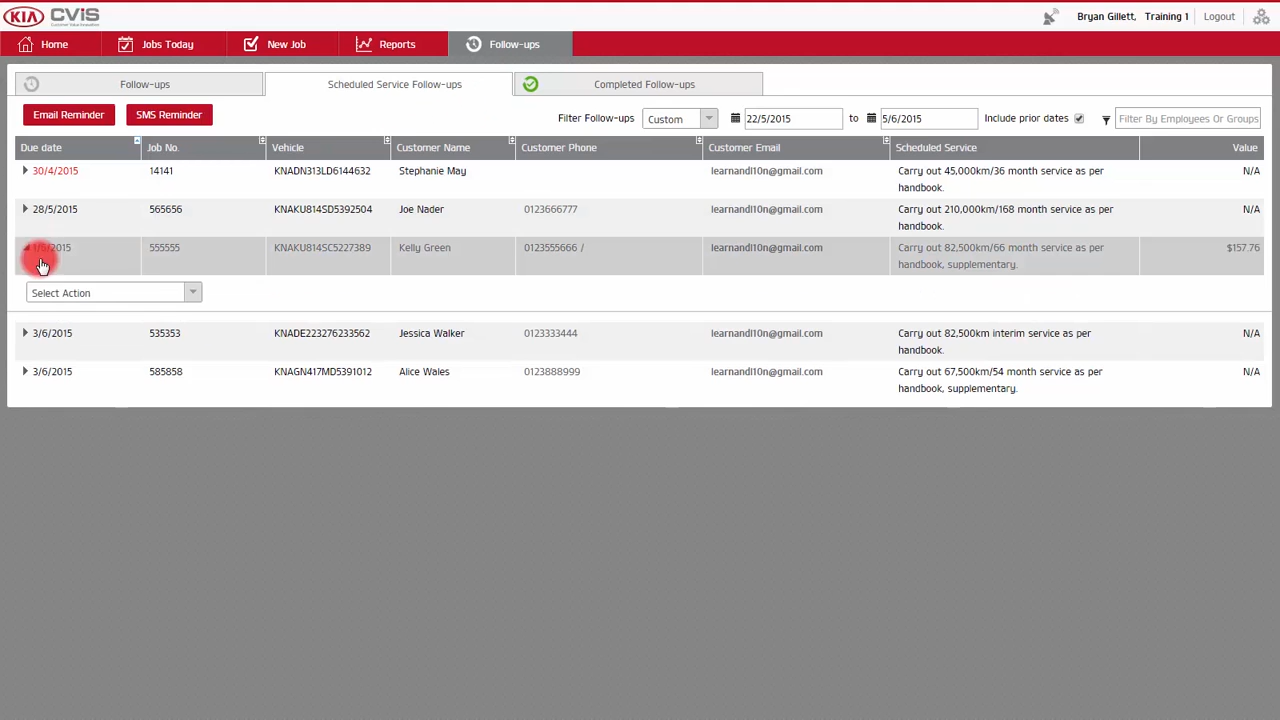 KIA CVIS
Bryan Gillett, Training 1 Logout
Home Jobs Today New Job Reports Follow-ups
Follow-ups Scheduled Service Follow-ups Completed Follow-ups
Email Reminder SMS Reminder Filter Follow-ups Custom 22/5/2015 to 5/6/2015 Include prior dates Filter By Employees Or Groups
Due date Job No. Vehicle Customer Name Customer Phone Customer Email Scheduled Service Value
30/4/2015 14141 KNADN313LD6144632 Stephanie May learnandl10n@gmail.com Carry out 45,000km/36 month service as per N/A
handbook.
28/5/2015 565656 KNAKU814SD5392504 Joe Nader 0123666777 learnandl10n@gmail.com Carry out 210,000km/168 month service as per N/A
handbook.
555555 KNAKU814SC5227389 Kelly Green 0123555666 / learnandl10n@gmail.com Carry out 82,500km/66 month service as per $157.76
handbook, supplementary.
Select Action
3/6/2015 535353 KNADE223276233562 Jessica Walker 0123333444 learnandl10n@gmail.com Carry out 82,500km interim service as per N/A
handbook.
3/6/2015 585858 KNAGN417MD5391012 Alice Wales 0123888999 learnandl10n@gmail.com Carry out 67,500km/54 month service as per N/A
handbook, supplementary.